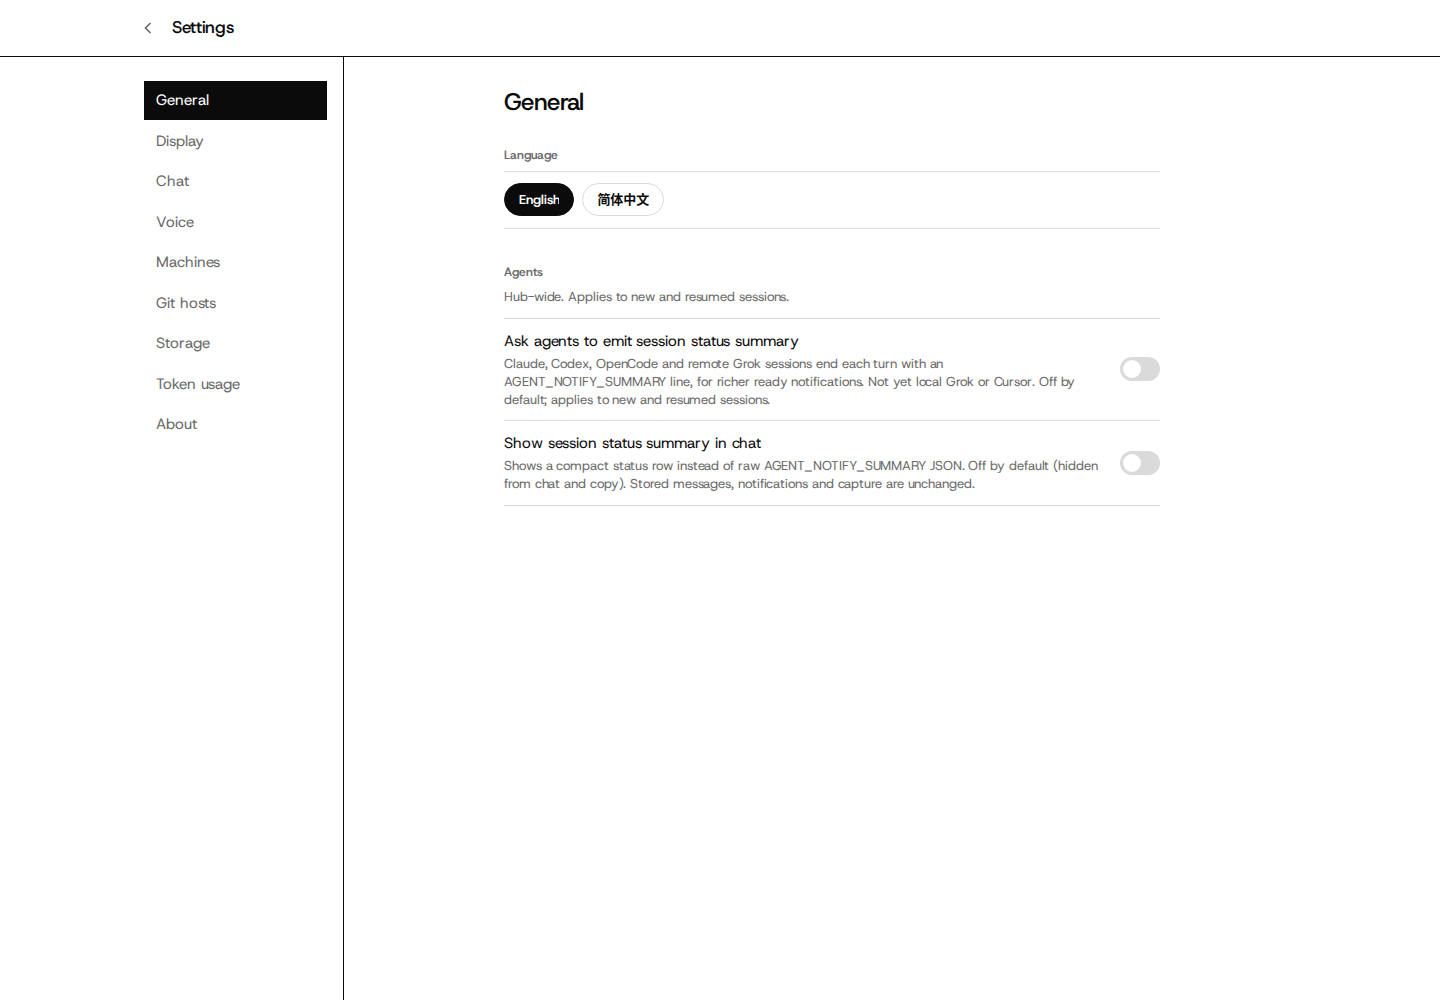 Settings
General
Display
Chat
Voice
Machines
Git hosts
Storage
Token usage
About
General
Language
English
简体中文
Agents
Hub-wide. Applies to new and resumed sessions.
Ask agents to emit session status summary
Claude, Codex, OpenCode and remote Grok sessions end each turn with an
AGENT_NOTIFY_SUMMARY line, for richer ready notifications. Not yet local Grok or Cursor. Off by
default; applies to new and resumed sessions.
Show session status summary in chat
Shows a compact status row instead of raw AGENT_NOTIFY_SUMMARY JSON. Off by default (hidden
from chat and copy). Stored messages, notifications and capture are unchanged.